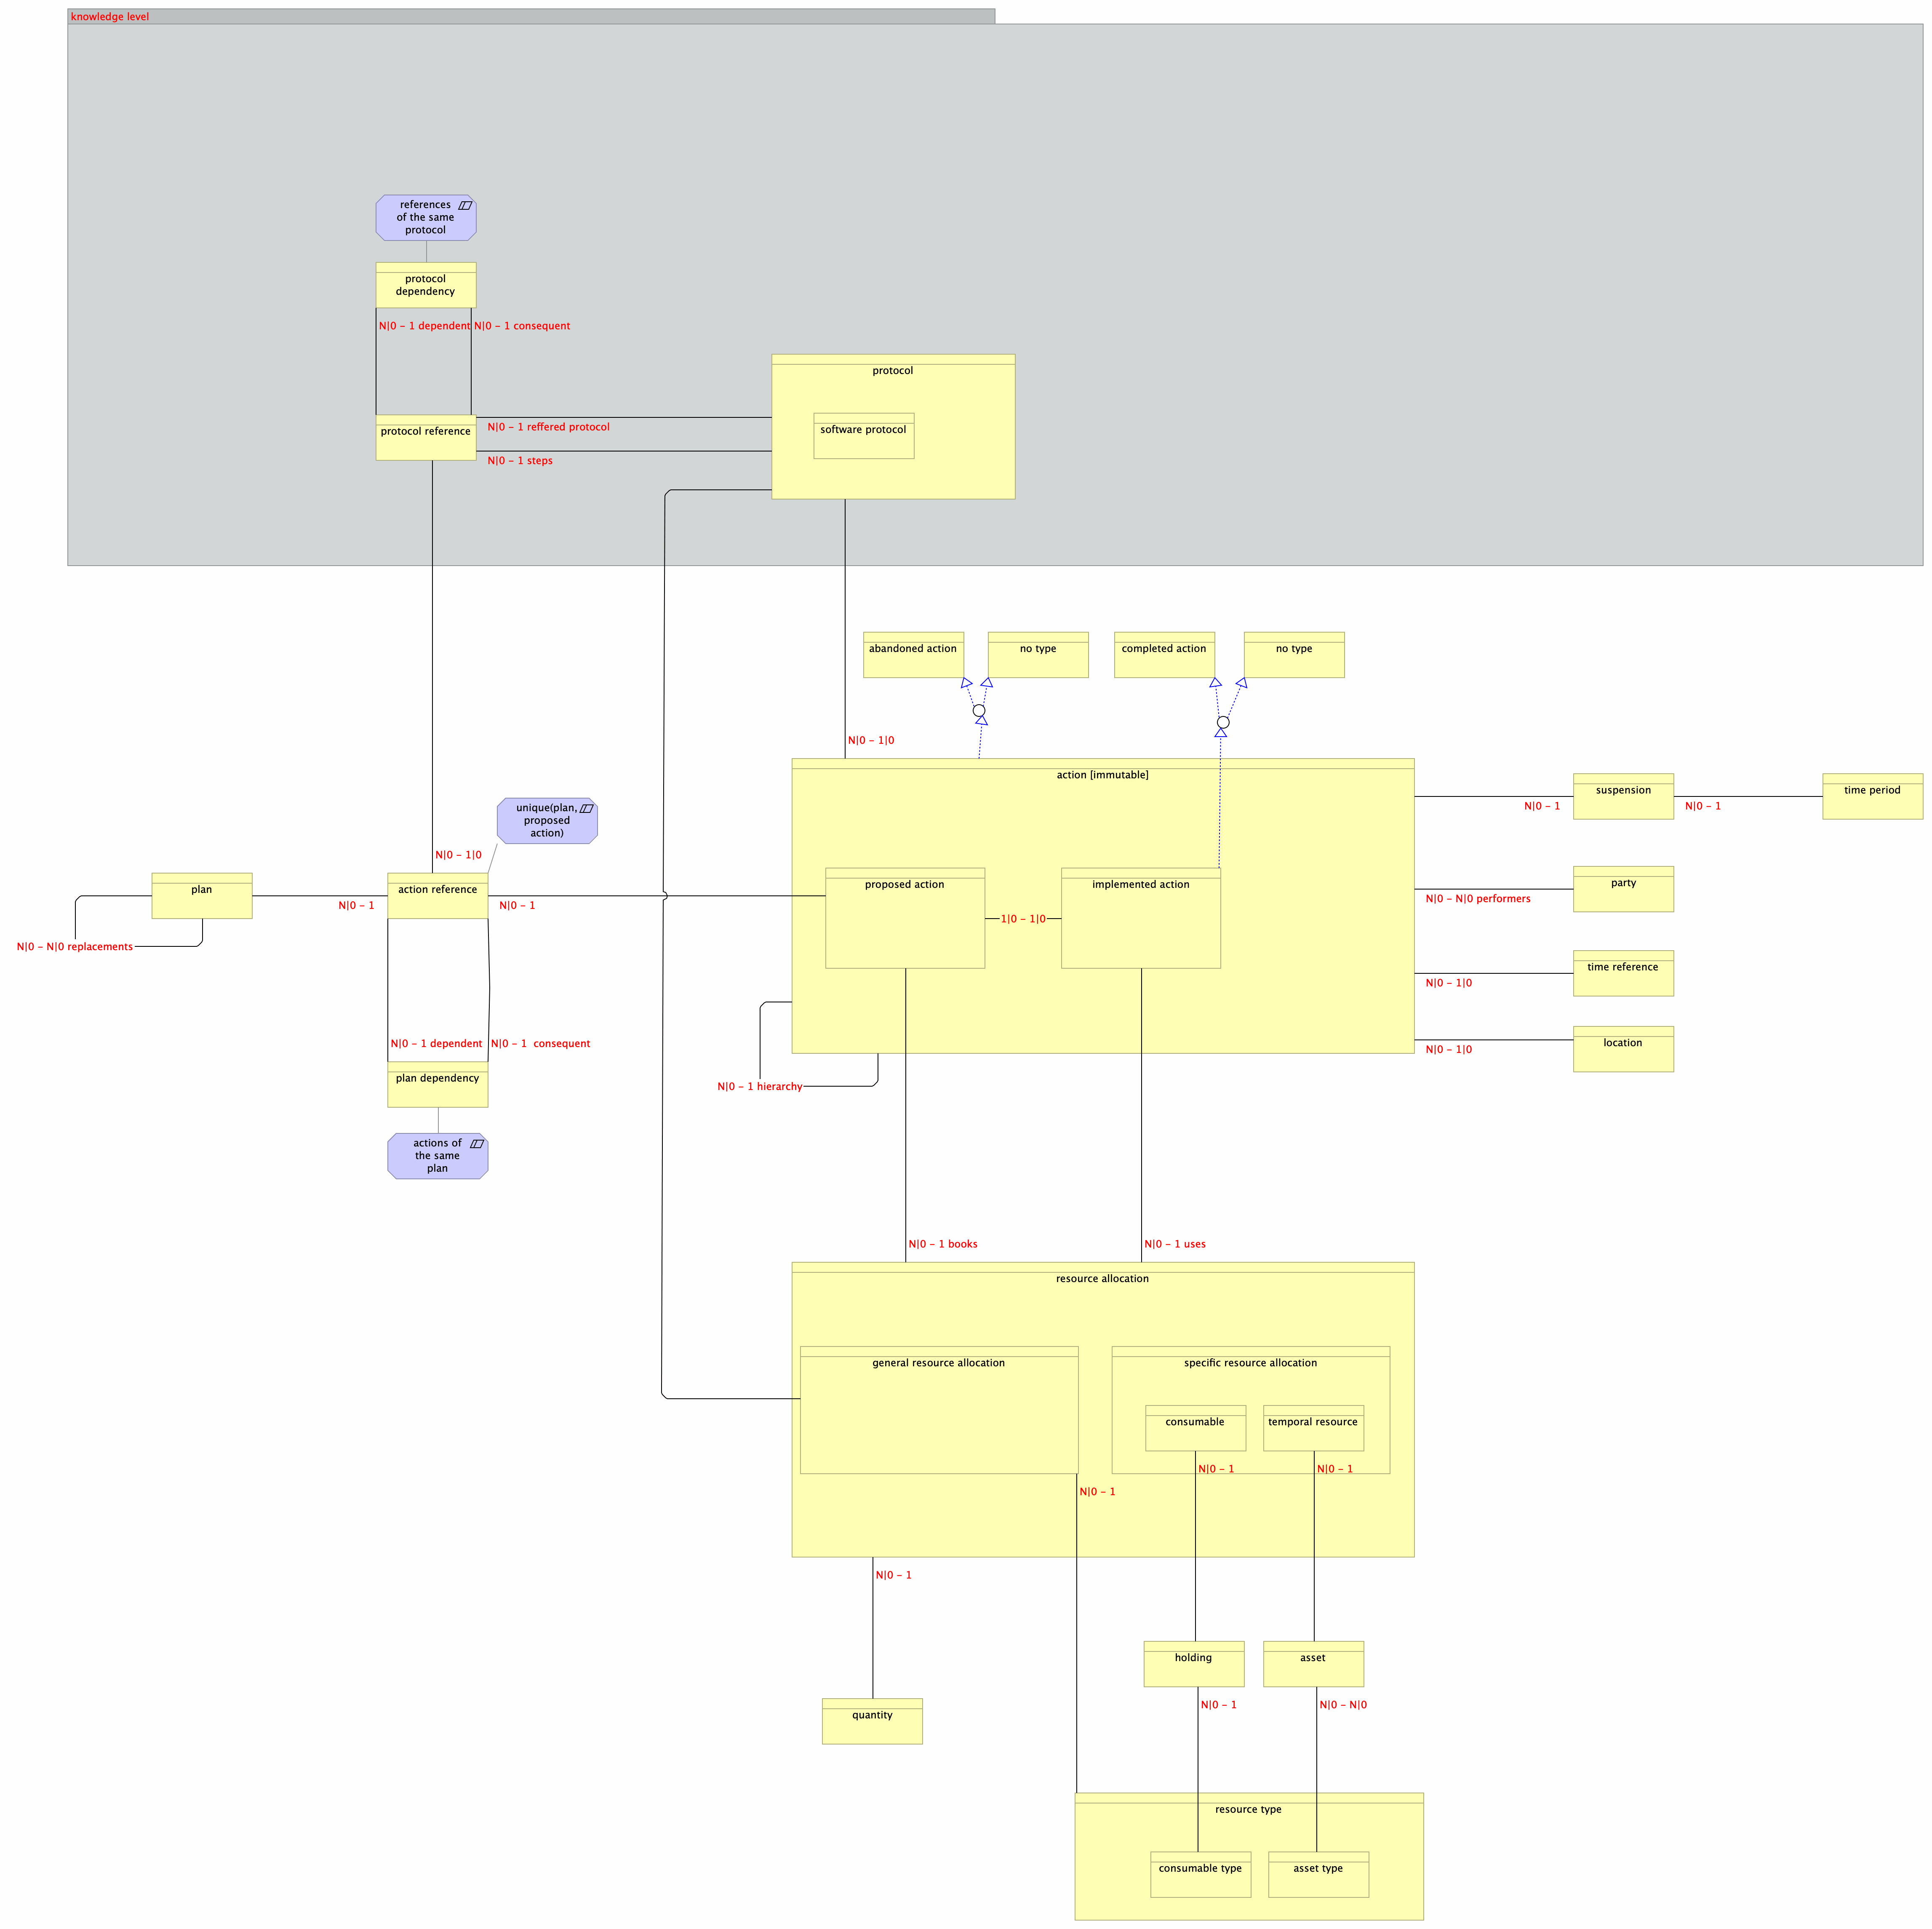 knowledge level
references
of the same
protocol
protocol
dependency
N|0 - 1 dependent
N|0 - 1 consequent
protocol
software protocol
protocol reference
N|0 - 1 reffered protocol
N|0 - 1 steps
abandoned action
no type
completed action
no type
N|0 - 1|0
action [immutable]
suspension
time period
N|0 - 1
N|0 - 1
unique(plan,
proposed
action)
N|0 - 1|0
plan
action reference
N|0 - 1
N|0 - 1
proposed action
implemented action
1|0 - 1|0
party
N|0 - N|0 performers
N|0 - N|0 replacements
time reference
N|0 - 1|0
location
N|0 - 1|0
N|0 - 1 dependent
N|0 - 1  consequent
plan dependency
N|0 - 1 hierarchy
actions of
the same
plan
N|0 - 1 books
N|0 - 1 uses
resource allocation
general resource allocation
specific resource allocation
consumable
temporal resource
N|0 - 1
N|0 - 1
N|0 - 1
N|0 - 1
holding
asset
N|0 - 1
N|0 - N|0
quantity
resource type
consumable type
asset type